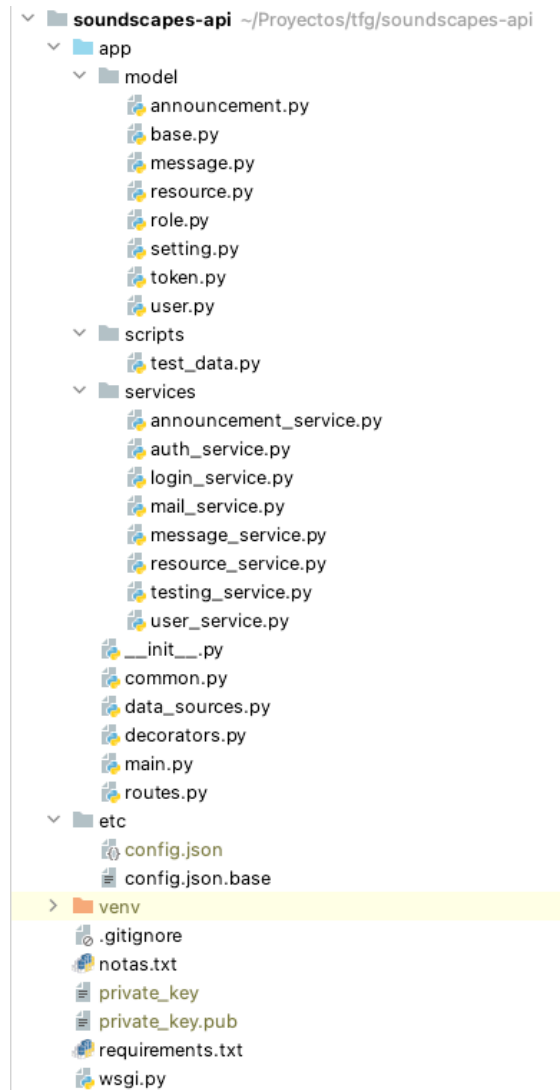 soundscapes-api ~/Proyectos/tfg/soundscapes-api
app
model
announcement.py
base.py
message.py
resource.py
role.py
setting.py
token.py
user.py
scripts
test_data.py
services
announcement_service.py
auth_service.py
login_service.py
mail_service.py
message_service.py
resource_service.py
testing_service.py
user_service.py
__init__.py
common.py
data_sources.py
decorators.py
main.py
routes.py
etc
config.json
config.json.base
venv
.gitignore
notas.txt
private_key
private_key.pub
requirements.txt
wsgi.py